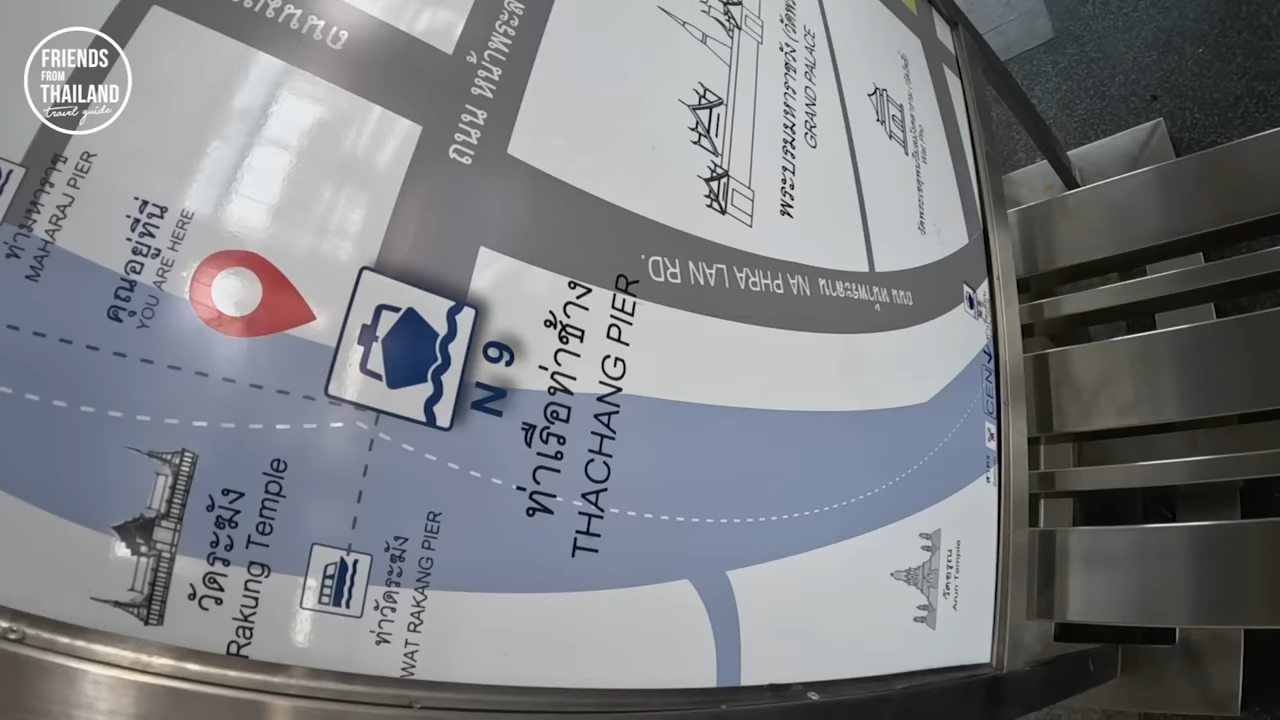 FRIENDS
FROM
THAILAND
travel guide
ถนน หน้าพระลาน
พระบรมมหาราชวัง
GRAND PALACE
ท่ามหาราช
MAHARAJ PIER
คุณอยู่ที่นี่
YOU ARE HERE
ถนน หน้าพระลาน NA PHRA LAN RD.
N 9
ท่าเรือท่าช้าง
THACHANG PIER
วัดระฆัง
Rakung Temple
ท่าวัดระฆัง
WAT RAKANG PIER
วัดอรุณ
Arun Temple